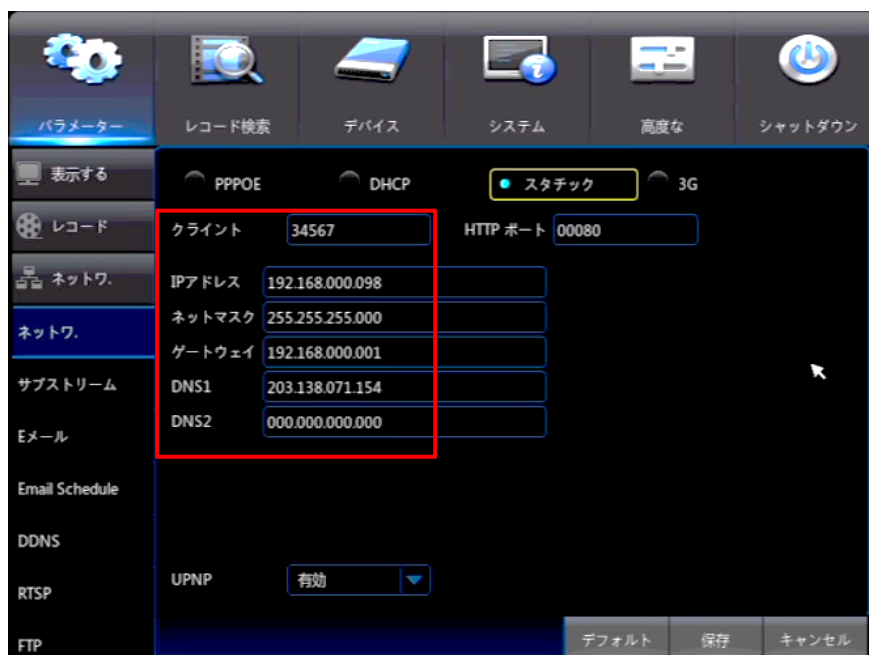 パラメーター
レコード検索
デバイス
システム
高度な
シャットダウン
表示する
レコード
ネットワ.
ネットワ.
サブストリーム
Eメール
Email Schedule
DDNS
RTSP
FTP
PPPOE
DHCP
スタチック
3G
クライント 34567 HTTP ポート 00080
IPアドレス 192.168.000.098
ネットマスク 255.255.255.000
ゲートウェイ 192.168.000.001
DNS1 203.138.071.154
DNS2 000.000.000.000
UPNP 有効
デフォルト
保存
キャンセル